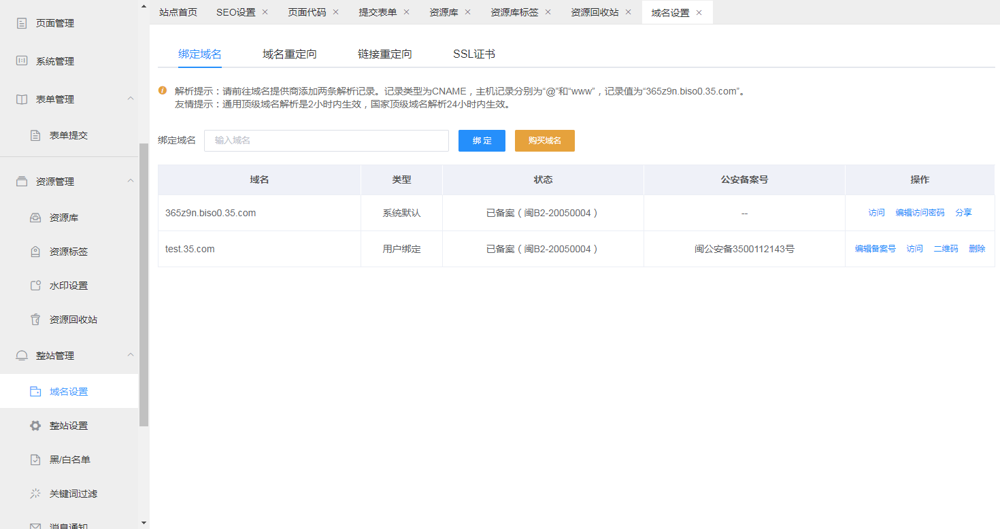 站点首页 SEO设置 页面代码 提交表单 资源库 资源库标签 资源回收站 域名设置
页面管理
系统管理
表单管理
表单提交
资源管理
资源库
资源标签
水印设置
资源回收站
整站管理
域名设置
整站设置
黑/白名单
关键词过滤
消息通知
绑定域名 域名重定向 链接重定向 SSL证书
解析提示：请前往域名提供商添加两条解析记录。记录类型为CNAME，主机记录分别为“@”和“www”，记录值为“365z9n.biso0.35.com”。
友情提示：通用顶级域名解析是2小时内生效，国家顶级域名解析24小时内生效。
绑定域名 输入域名 绑 定 购买域名
域名 类型 状态 公安备案号 操作
365z9n.biso0.35.com 系统默认 已备案（闽B2-20050004） -- 访问 编辑访问密码 分享
test.35.com 用户绑定 已备案（闽B2-20050004） 闽公安备3500112143号 编辑备案号 访问 二维码 删除